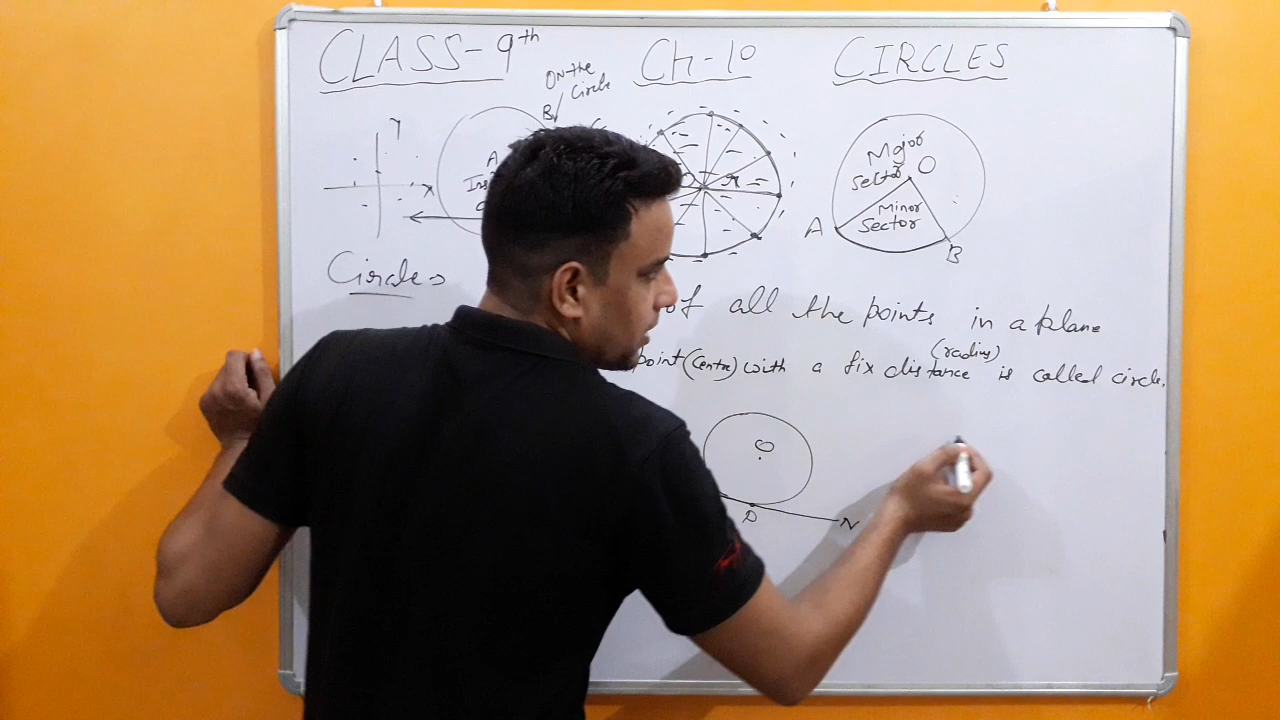 CLASS-9th Ch-10 CIRCLES
ON the
Circle
B
A
Y
X
r
Major
Sector
O
Minor
Sector
A
B
Circle
of all the points in a plane
(radius)
point (centre) with a fix distance is called circle.
O
P
N